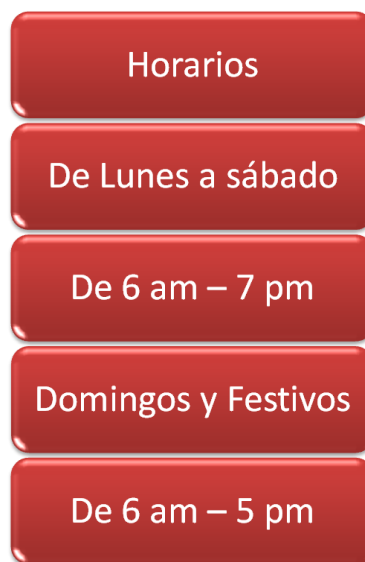 Horarios
De Lunes a sábado
De 6 am – 7 pm
Domingos y Festivos
De 6 am – 5 pm